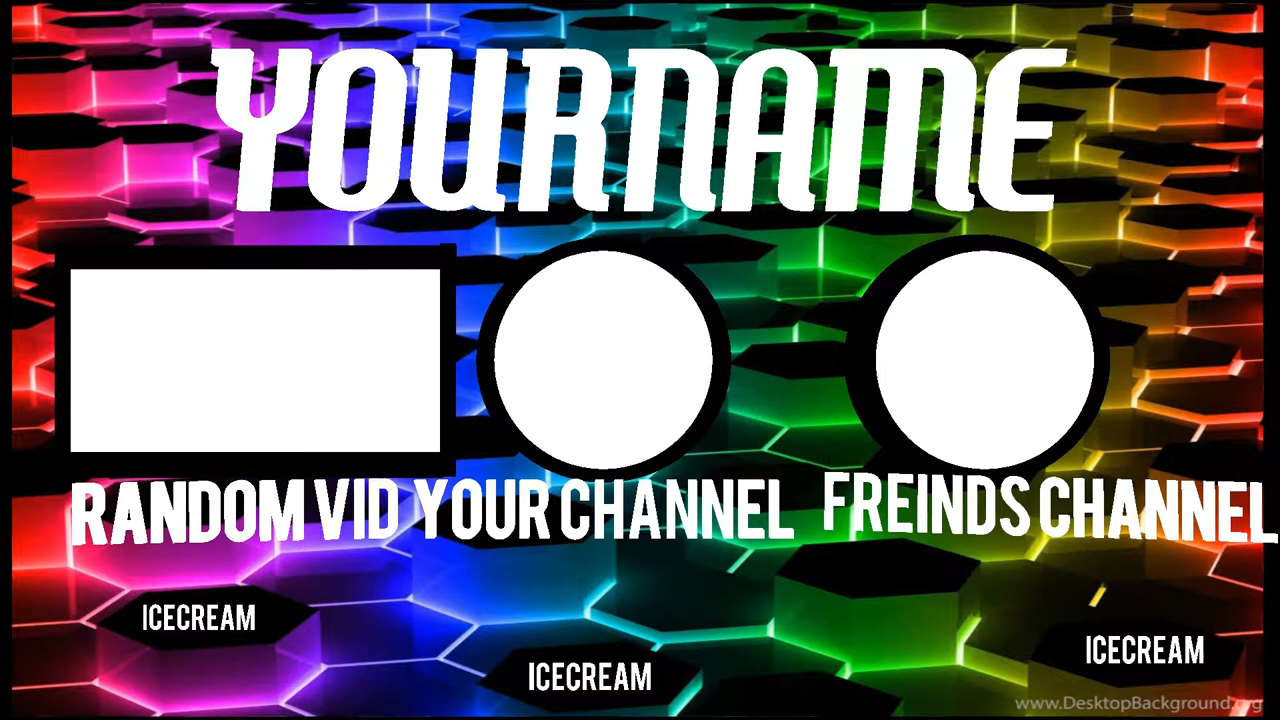 YOURNAME
RANDOM VID YOUR CHANNEL FREINDS CHANNEL
ICECREAM
ICECREAM
ICECREAM
www.DesktopBackground.org